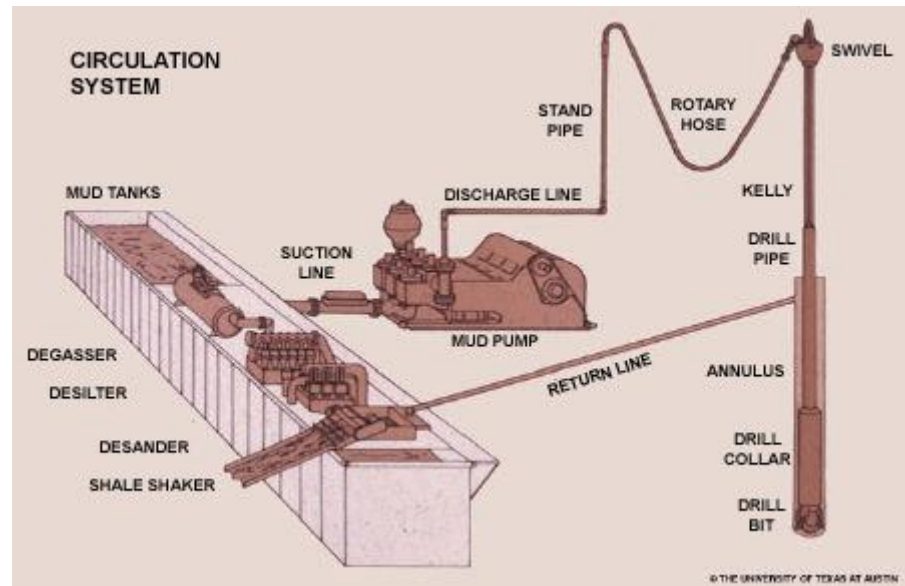 CIRCULATION
SYSTEM
SWIVEL
STAND
PIPE
ROTARY
HOSE
MUD TANKS
DISCHARGE LINE
KELLY
SUCTION
LINE
DRILL
PIPE
MUD PUMP
DEGASSER
RETURN LINE
ANNULUS
DESILTER
DESANDER
DRILL
COLLAR
SHALE SHAKER
DRILL
BIT
© THE UNIVERSITY OF TEXAS AT AUSTIN